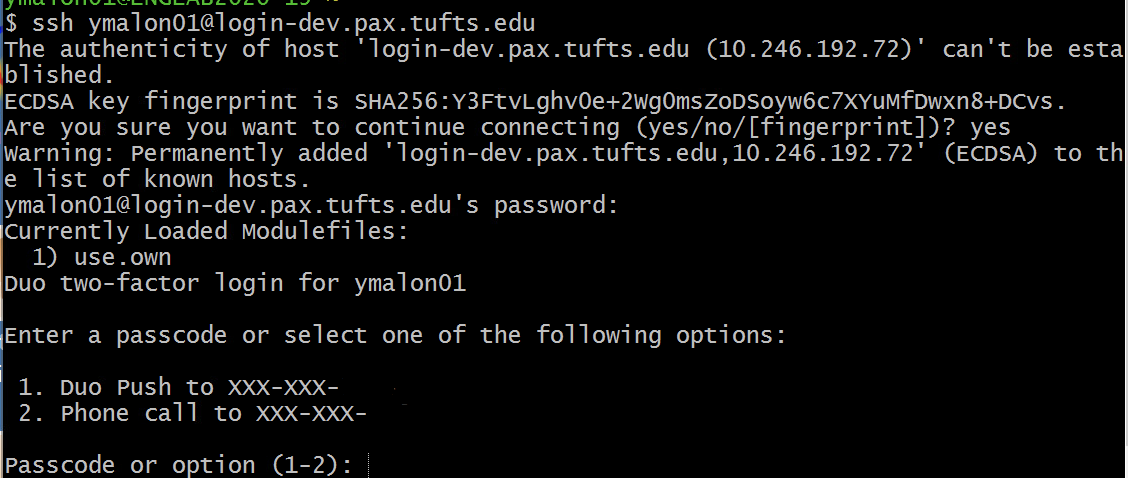 $ ssh ymalon01@login-dev.pax.tufts.edu
The authenticity of host 'login-dev.pax.tufts.edu (10.246.192.72)' can't be esta
blished.
ECDSA key fingerprint is SHA256:Y3FtvLghvOe+2WgOmsZoDSoyw6c7XYuMfDwxn8+DCvs.
Are you sure you want to continue connecting (yes/no/[fingerprint])? yes
Warning: Permanently added 'login-dev.pax.tufts.edu,10.246.192.72' (ECDSA) to th
e list of known hosts.
ymalon01@login-dev.pax.tufts.edu's password:
Currently Loaded Modulefiles:
  1) use.own
Duo two-factor login for ymalon01
Enter a passcode or select one of the following options:
 1. Duo Push to XXX-XXX-
 2. Phone call to XXX-XXX-
Passcode or option (1-2):